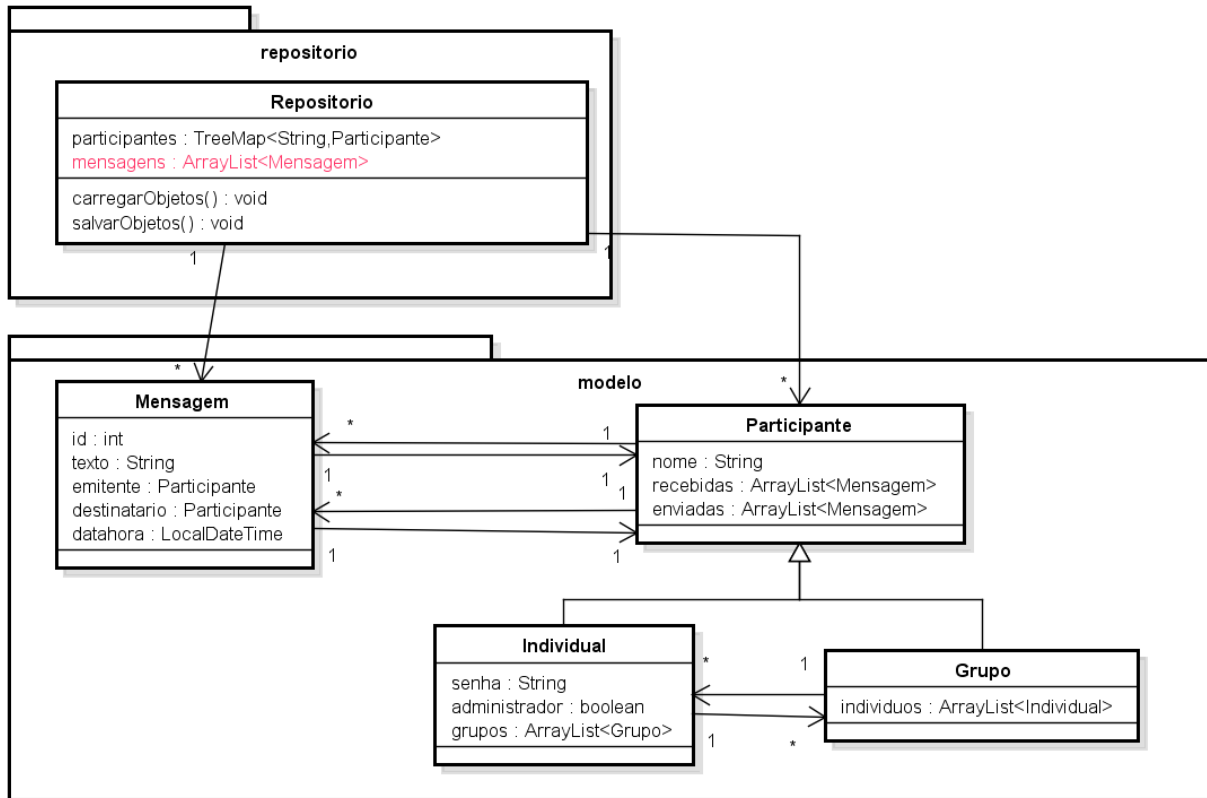 repositorio
Repositorio
participantes : TreeMap<String,Participante>
mensagens : ArrayList<Mensagem>
carregarObjetos() : void
salvarObjetos() : void
1
1
*
*
modelo
Mensagem
id : int
texto : String
emitente : Participante
destinatario : Participante
datahora : LocalDateTime
*
1
1
1
*
1
1
1
Participante
nome : String
recebidas : ArrayList<Mensagem>
enviadas : ArrayList<Mensagem>
Individual
senha : String
administrador : boolean
grupos : ArrayList<Grupo>
*
1
1
*
Grupo
individuos : ArrayList<Individual>